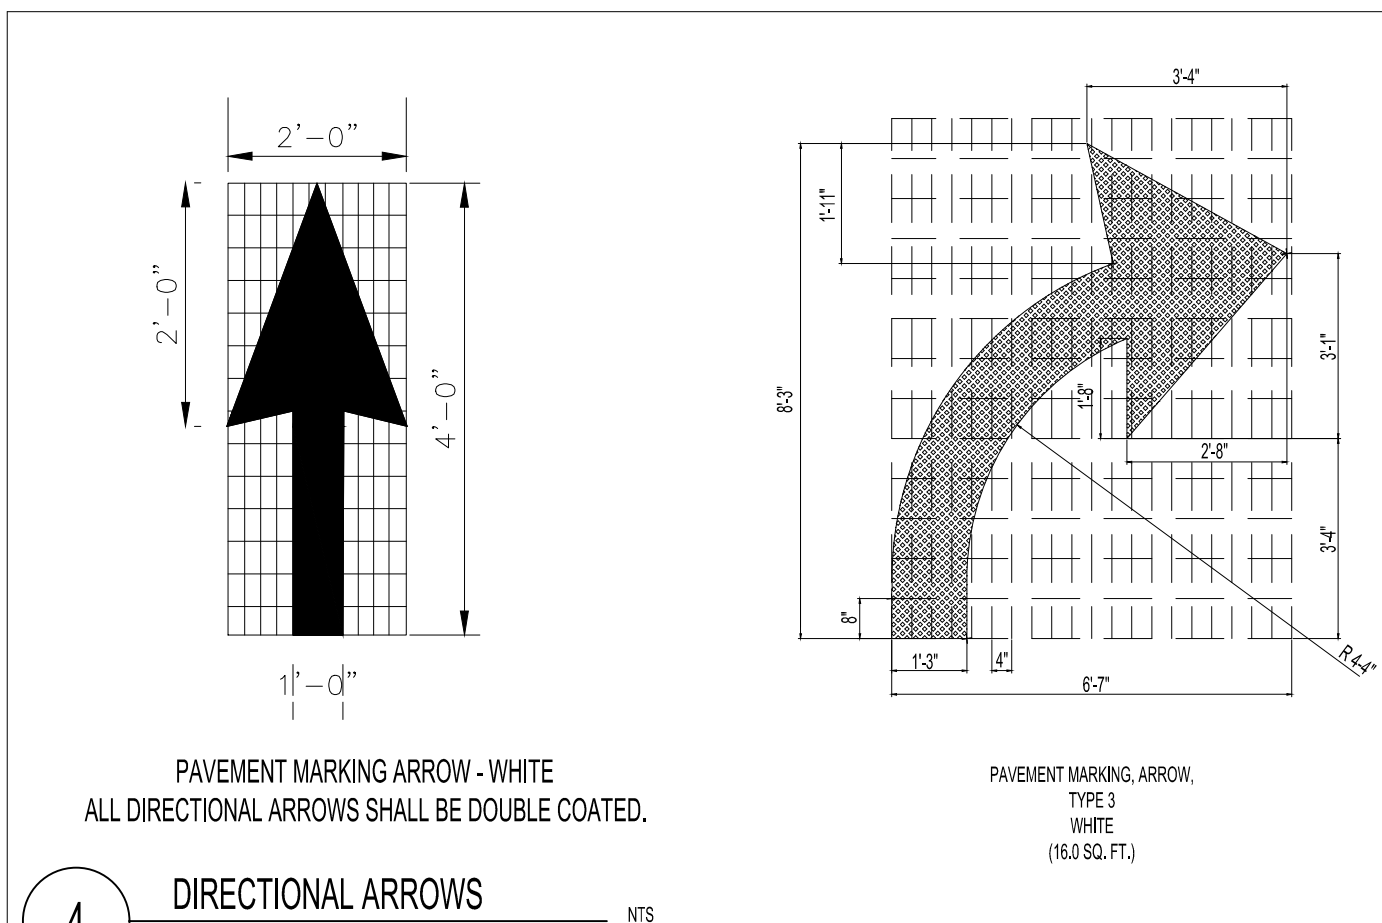 2'-0"
2'-0"
4'-0"
1'-0"
PAVEMENT MARKING ARROW - WHITE
ALL DIRECTIONAL ARROWS SHALL BE DOUBLE COATED.
3'-4"
1'-11"
8'-3"
3'-1"
1'-8"
2'-8"
3'-4"
8"
1'-3"
4"
R 4'-4"
6'-7"
PAVEMENT MARKING, ARROW,
TYPE 3
WHITE
(16.0 SQ. FT.)
4
DIRECTIONAL ARROWS
NTS